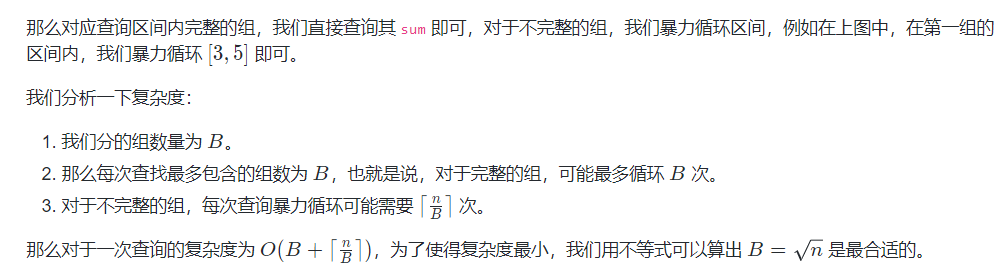 那么对应查询区间内完整的组，我们直接查询其 sum 即可，对于不完整的组，我们暴力循环区间，例如在上图中，在第一组的
区间内，我们暴力循环 [3, 5] 即可。
我们分析一下复杂度：
1. 我们分的组数量为 B。
2. 那么每次查找最多包含的组数为 B，也就是说，对于完整的组，可能最多循环 B 次。
3. 对于不完整的组，每次查询暴力循环可能需要 ⌈n/B⌉ 次。
那么对于一次查询的复杂度为 O(B + ⌈n/B⌉)，为了使得复杂度最小，我们用不等式可以算出 B = √n 是最合适的。